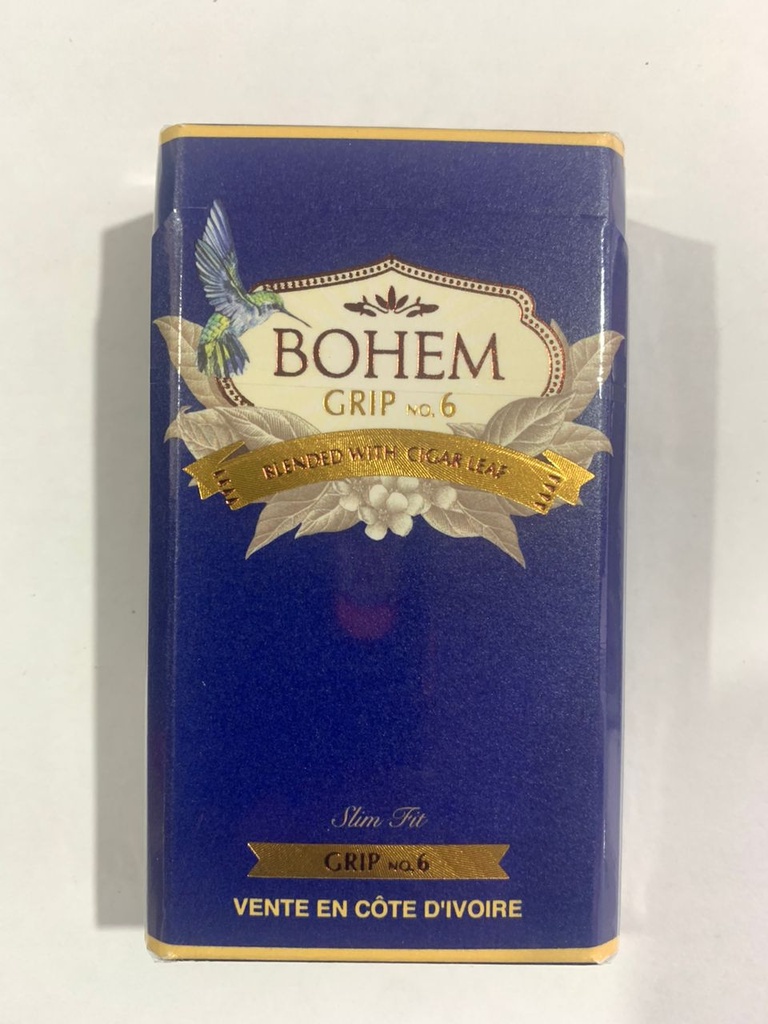 BOHEM
GRIP NO. 6
BLENDED WITH CIGAR LEAF
Slim Fit
GRIP NO. 6
VENTE EN CÔTE D'IVOIRE